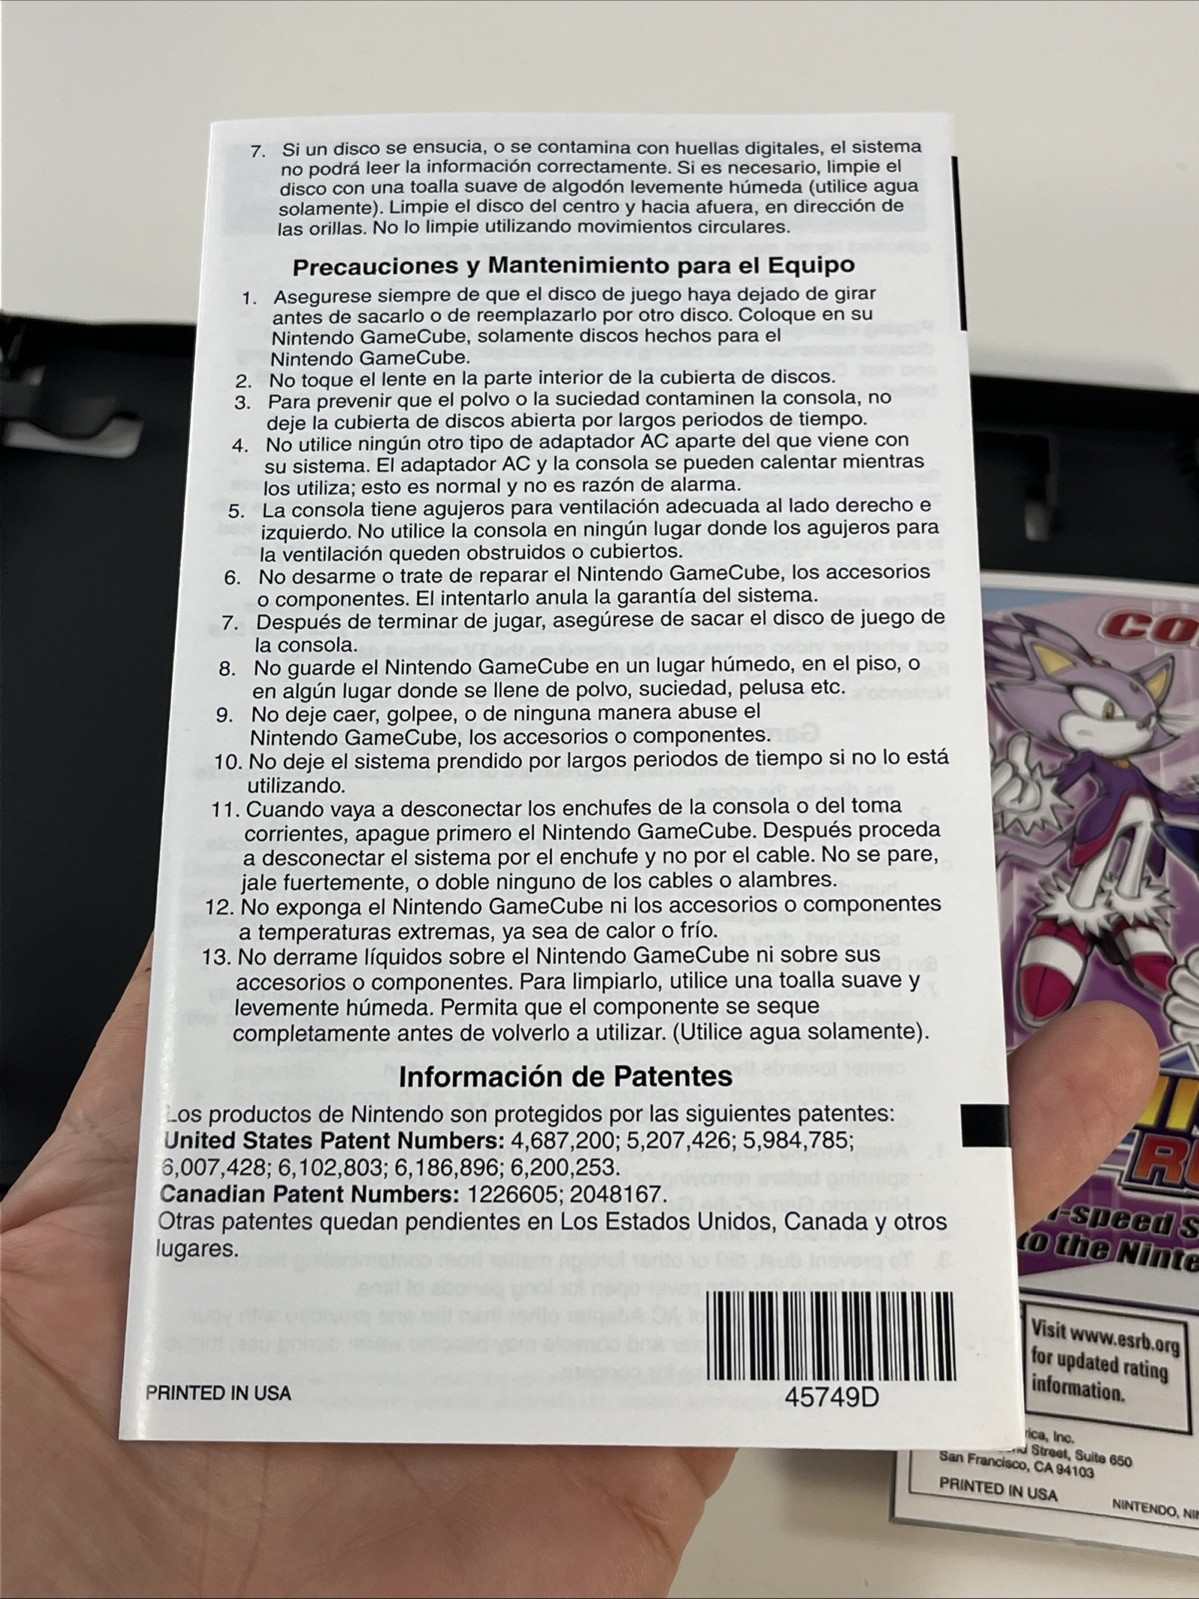 7. Si un disco se ensucia, o se contamina con huellas digitales, el sistema
no podrá leer la información correctamente. Si es necesario, limpie el
disco con una toalla suave de algodón levemente húmeda (utilice agua
solamente). Limpie el disco del centro y hacia afuera, en dirección de
las orillas. No lo limpie utilizando movimientos circulares.
Precauciones y Mantenimiento para el Equipo
1. Asegurese siempre de que el disco de juego haya dejado de girar
antes de sacarlo o de reemplazarlo por otro disco. Coloque en su
Nintendo GameCube, solamente discos hechos para el
Nintendo GameCube.
2. No toque el lente en la parte interior de la cubierta de discos.
3. Para prevenir que el polvo o la suciedad contaminen la consola, no
deje la cubierta de discos abierta por largos periodos de tiempo.
4. No utilice ningún otro tipo de adaptador AC aparte del que viene con
su sistema. El adaptador AC y la consola se pueden calentar mientras
los utiliza; esto es normal y no es razón de alarma.
5. La consola tiene agujeros para ventilación adecuada al lado derecho e
izquierdo. No utilice la consola en ningún lugar donde los agujeros para
la ventilación queden obstruidos o cubiertos.
6. No desarme o trate de reparar el Nintendo GameCube, los accesorios
o componentes. El intentarlo anula la garantía del sistema.
7. Después de terminar de jugar, asegúrese de sacar el disco de juego de
la consola.
8. No guarde el Nintendo GameCube en un lugar húmedo, en el piso, o
en algún lugar donde se llene de polvo, suciedad, pelusa etc.
9. No deje caer, golpee, o de ninguna manera abuse el
Nintendo GameCube, los accesorios o componentes.
10. No deje el sistema prendido por largos periodos de tiempo si no lo está
utilizando.
11. Cuando vaya a desconectar los enchufes de la consola o del toma
corrientes, apague primero el Nintendo GameCube. Después proceda
a desconectar el sistema por el enchufe y no por el cable. No se pare,
jale fuertemente, o doble ninguno de los cables o alambres.
12. No exponga el Nintendo GameCube ni los accesorios o componentes
a temperaturas extremas, ya sea de calor o frío.
13. No derrame líquidos sobre el Nintendo GameCube ni sobre sus
accesorios o componentes. Para limpiarlo, utilice una toalla suave y
levemente húmeda. Permita que el componente se seque
completamente antes de volverlo a utilizar. (Utilice agua solamente).
Información de Patentes
Los productos de Nintendo son protegidos por las siguientes patentes:
United States Patent Numbers: 4,687,200; 5,207,426; 5,984,785;
6,007,428; 6,102,803; 6,186,896; 6,200,253.
Canadian Patent Numbers: 1226605; 2048167.
Otras patentes quedan pendientes en Los Estados Unidos, Canada y otros
lugares.
PRINTED IN USA
45749D
-speed
to the
Visit www.esrb.org
for updated rating
information.
Inc.
Street, Suite 650
San Francisco, CA 94103
PRINTED IN USA
NINTENDO,